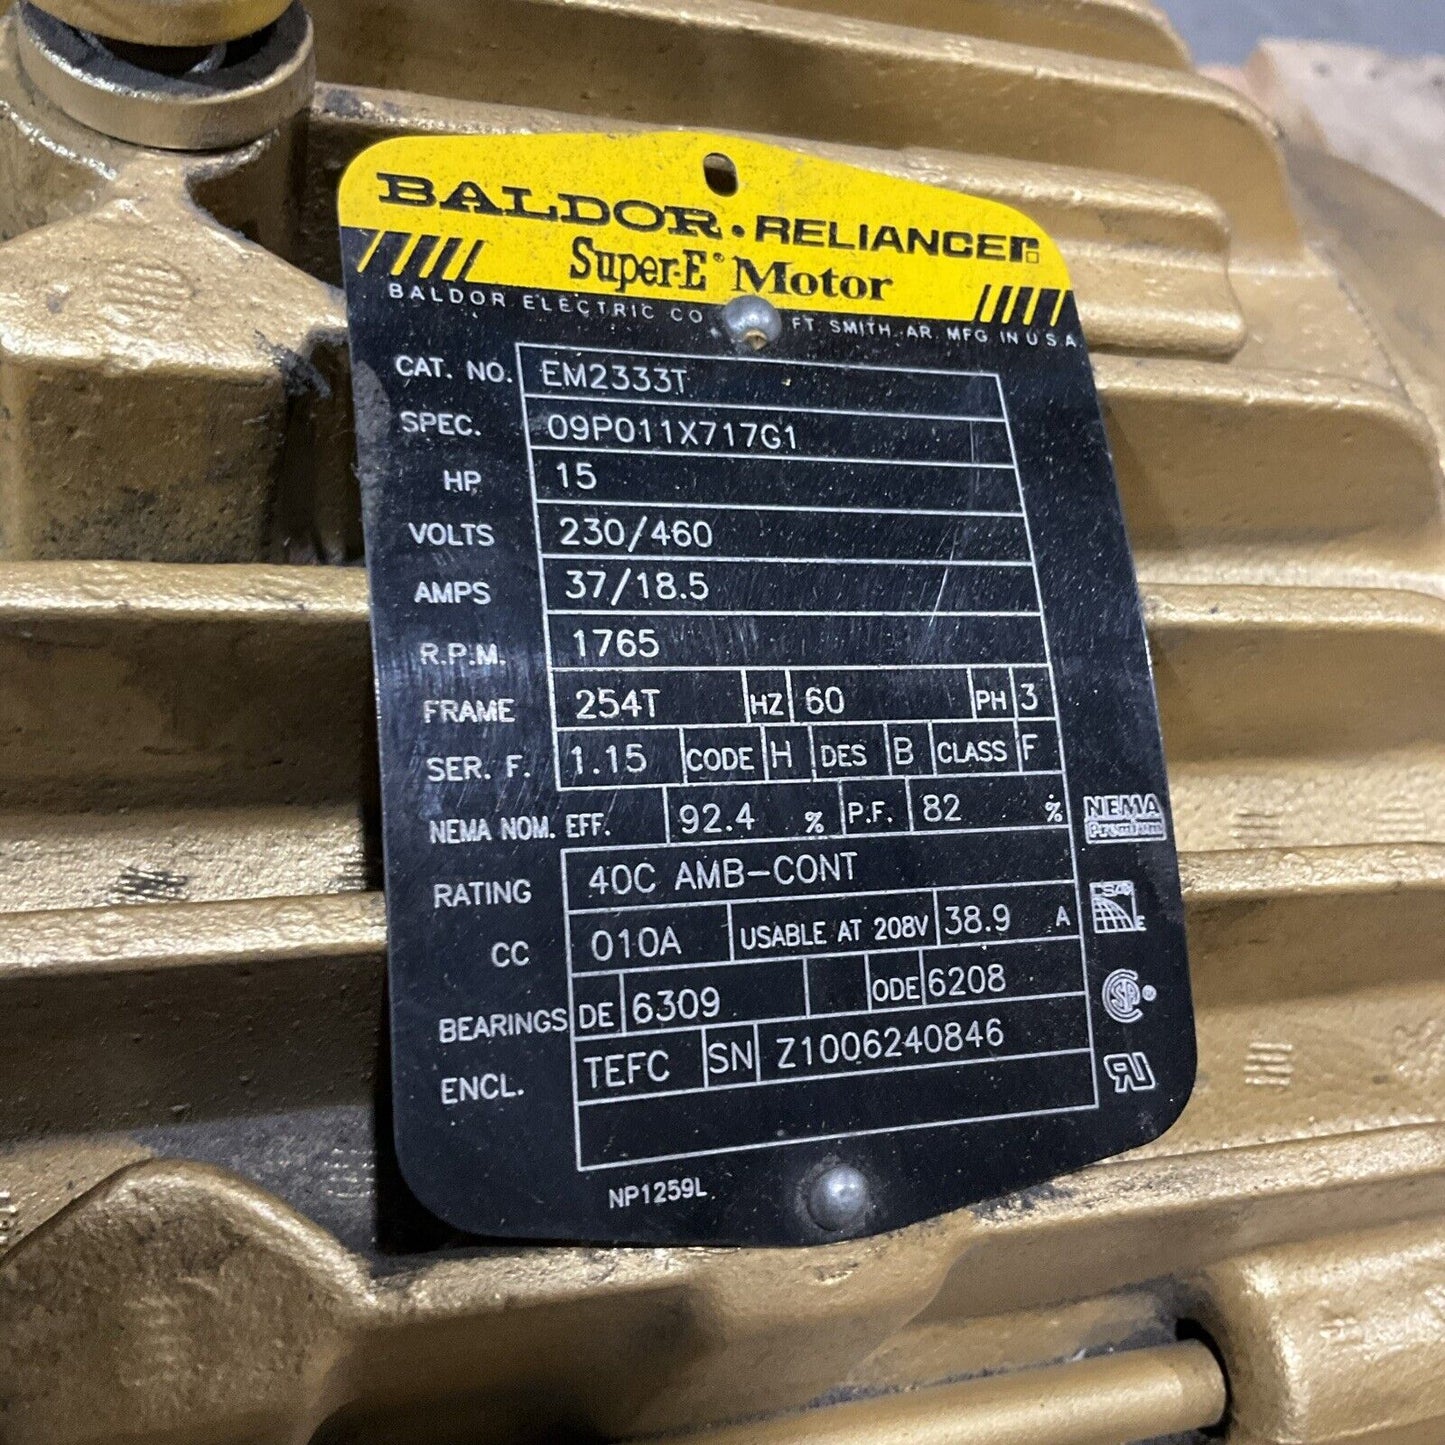 BALDOR • RELIANCE
Super-E® Motor
BALDOR ELECTRIC CO FT. SMITH, AR. MFG IN U S A
CAT. NO. EM2333T
SPEC. 09P011X717G1
HP 15
VOLTS 230/460
AMPS 37/18.5
R.P.M. 1765
FRAME 254T HZ 60 PH 3
SER. F. 1.15 CODE H DES B CLASS F
NEMA NOM. EFF. 92.4 % P.F. 82 %
NEMA
Premium
RATING 40C AMB-CONT
CC 010A USABLE AT 208V 38.9 A
BEARINGS DE 6309 ODE 6208
ENCL. TEFC SN Z1006240846
NP1259L